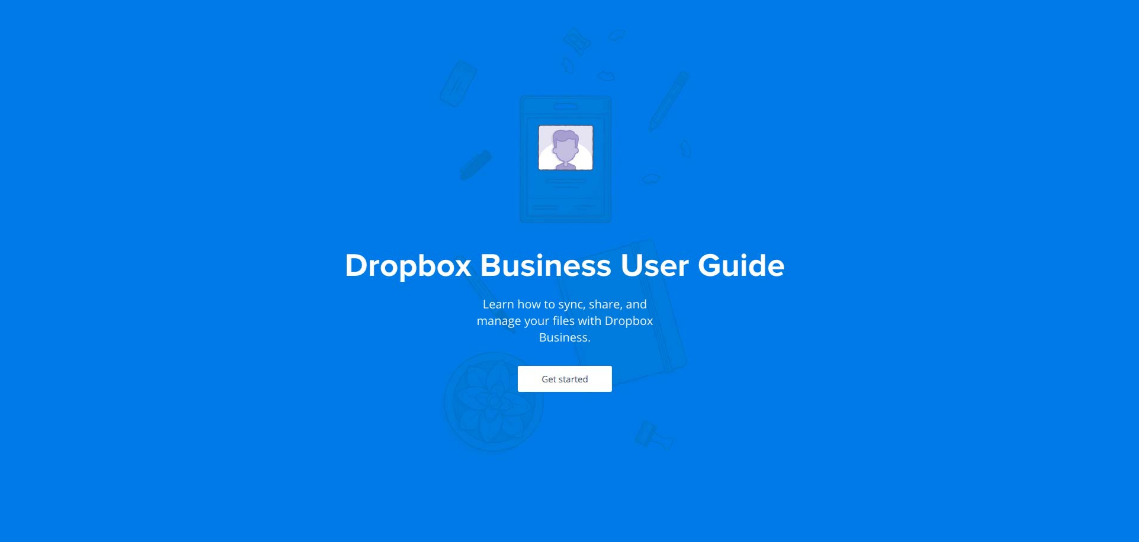 Dropbox Business User Guide
Learn how to sync, share, and
manage your files with Dropbox
Business.
Get started